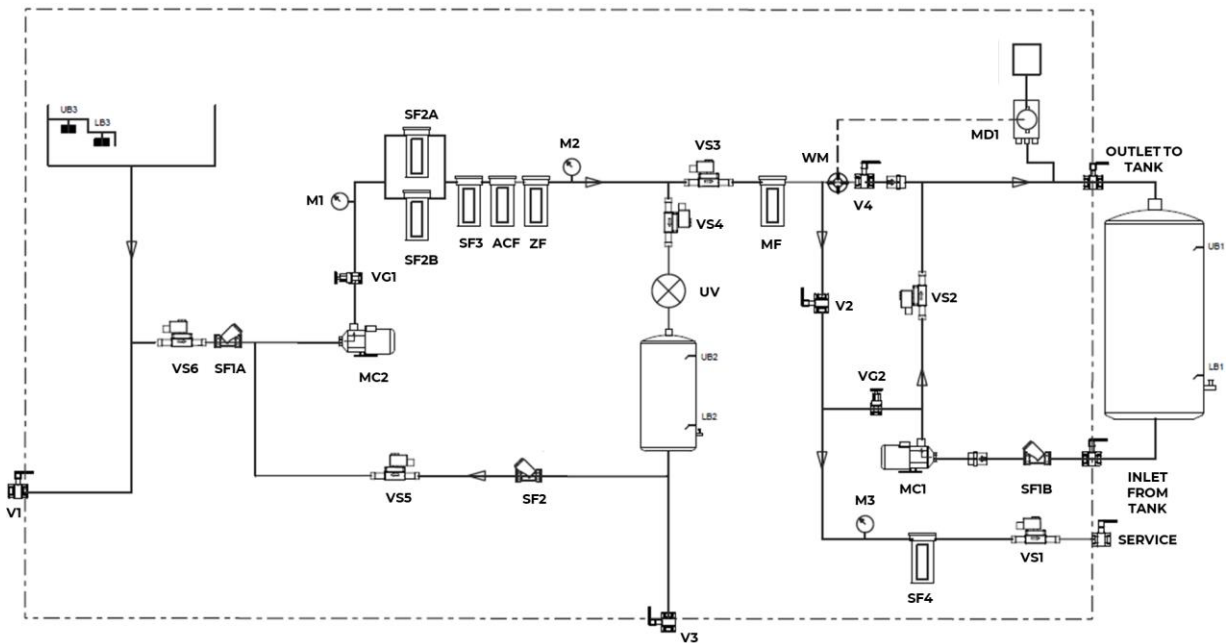 UB3
LB3
SF2A
SF2B
M1
VG1
MC2
SF3
ACF
ZF
M2
VS3
VS4
UV
UB2
LB2
MF
WM
V4
MD1
OUTLET TO
TANK
V2
VS2
VG2
UB1
LB1
VS6
SF1A
VS5
SF2
V1
V3
MC1
SF1B
INLET
FROM
TANK
M3
SF4
VS1
SERVICE